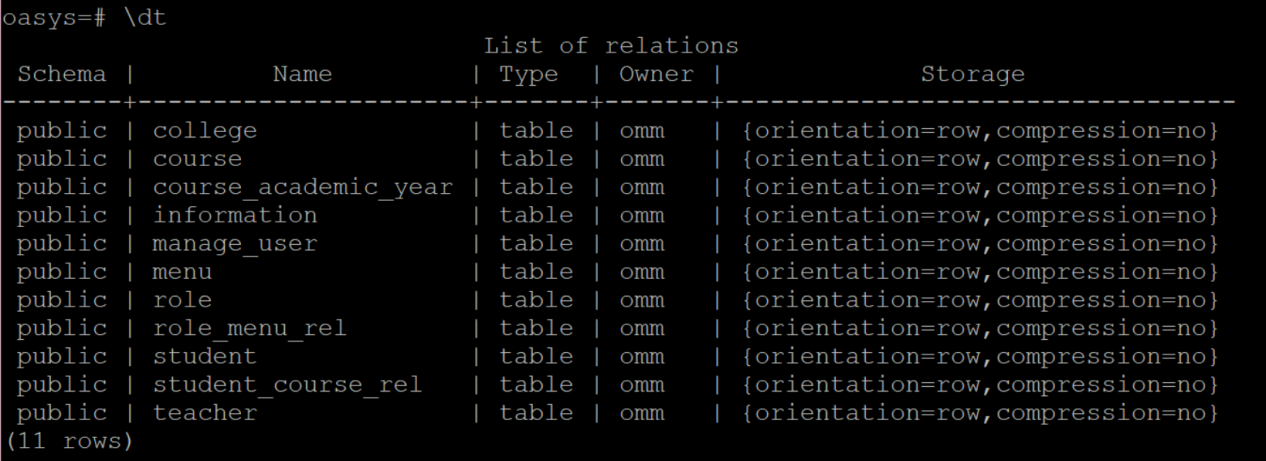 oasys=# \dt
                                List of relations
 Schema |         Name         | Type  | Owner |             Storage
--------+----------------------+-------+-------+----------------------------------
 public | college              | table | omm   | {orientation=row,compression=no}
 public | course               | table | omm   | {orientation=row,compression=no}
 public | course_academic_year | table | omm   | {orientation=row,compression=no}
 public | information          | table | omm   | {orientation=row,compression=no}
 public | manage_user          | table | omm   | {orientation=row,compression=no}
 public | menu                 | table | omm   | {orientation=row,compression=no}
 public | role                 | table | omm   | {orientation=row,compression=no}
 public | role_menu_rel        | table | omm   | {orientation=row,compression=no}
 public | student              | table | omm   | {orientation=row,compression=no}
 public | student_course_rel   | table | omm   | {orientation=row,compression=no}
 public | teacher              | table | omm   | {orientation=row,compression=no}
(11 rows)